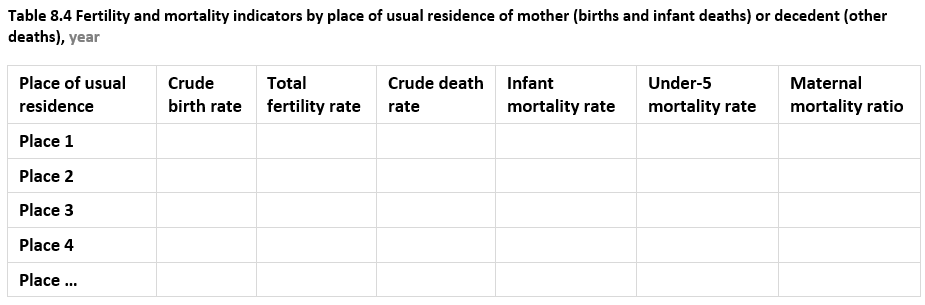 Table 8.4 Fertility and mortality indicators by place of usual residence of mother (births and infant deaths) or decedent (other
deaths), year
Place of usual residence Crude birth rate Total fertility rate Crude death rate Infant mortality rate Under-5 mortality rate Maternal mortality ratio
Place 1
Place 2
Place 3
Place 4
Place ...